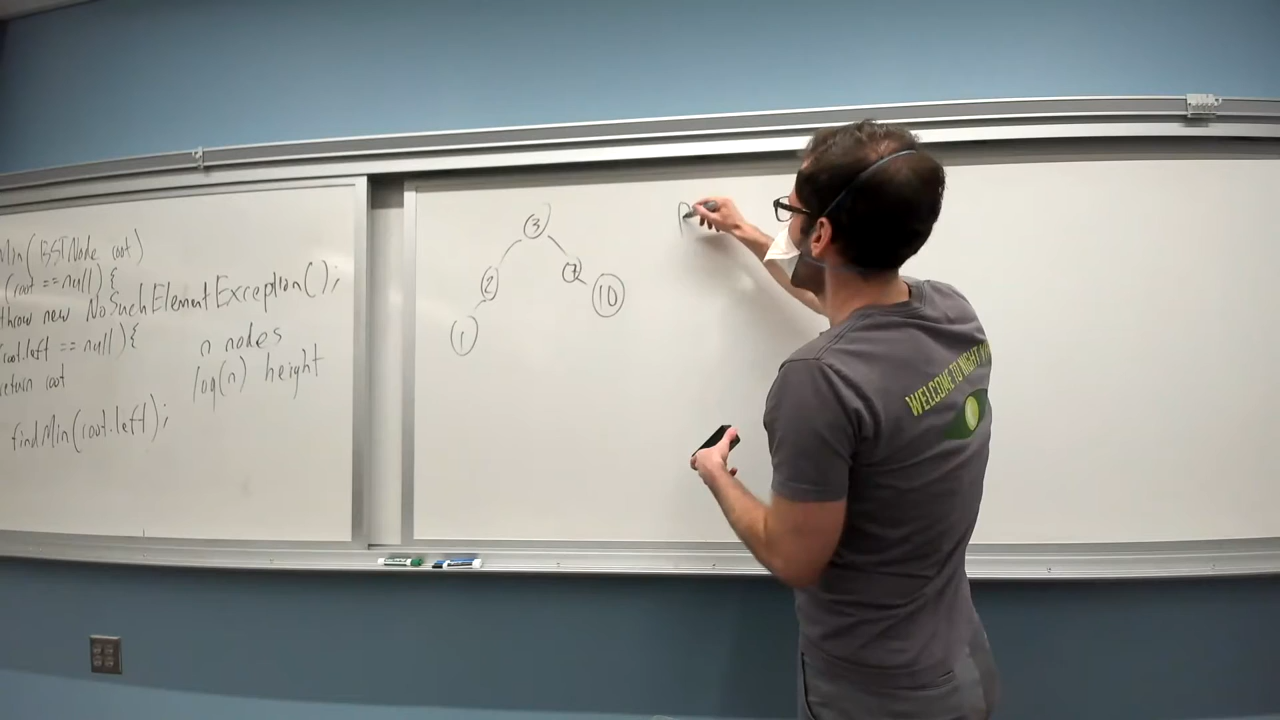 Min(BSTNode root)
(root == null){
throw new NoSuchElementException();
root.left == null){
return root
findMin(root.left);
n nodes
log(n) height
3
2
7
10
1
WELCOME TO NIGHT